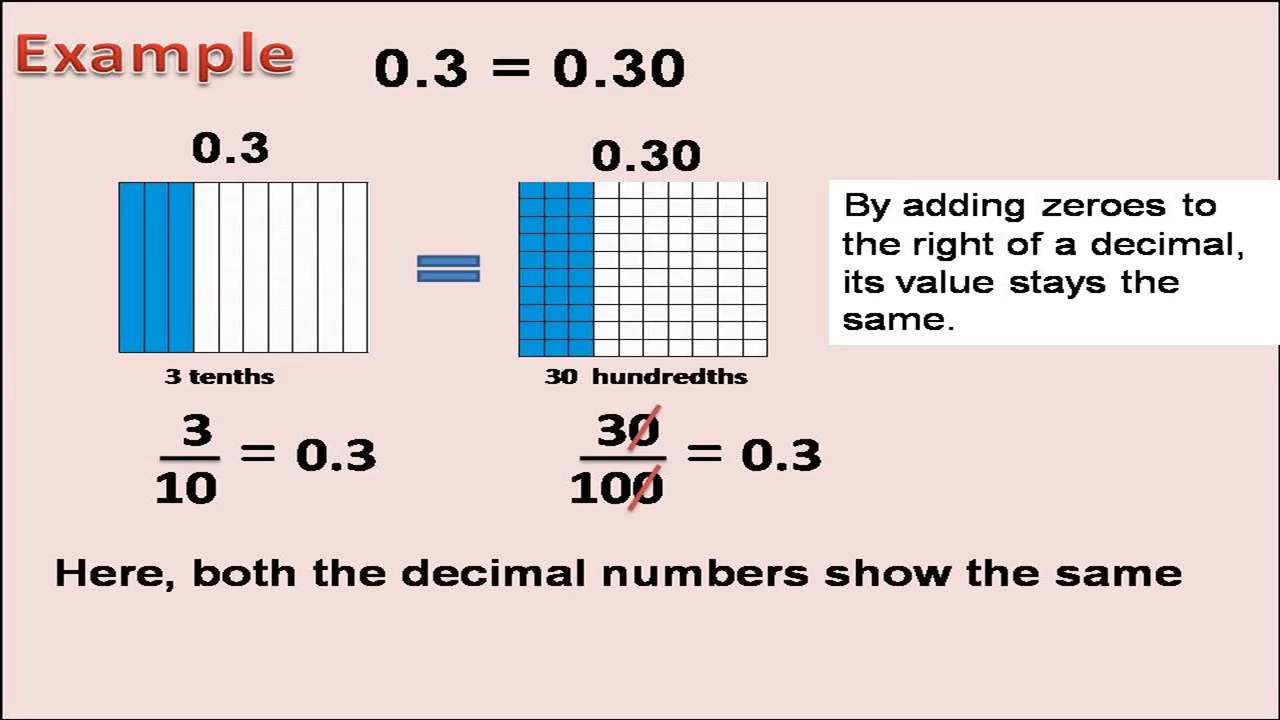 Example
0.3 = 0.30
0.3
0.30
By adding zeroes to
the right of a decimal,
its value stays the
same.
=
3 tenths
30 hundredths
3/10 = 0.3
30/100 = 0.3
Here, both the decimal numbers show the same